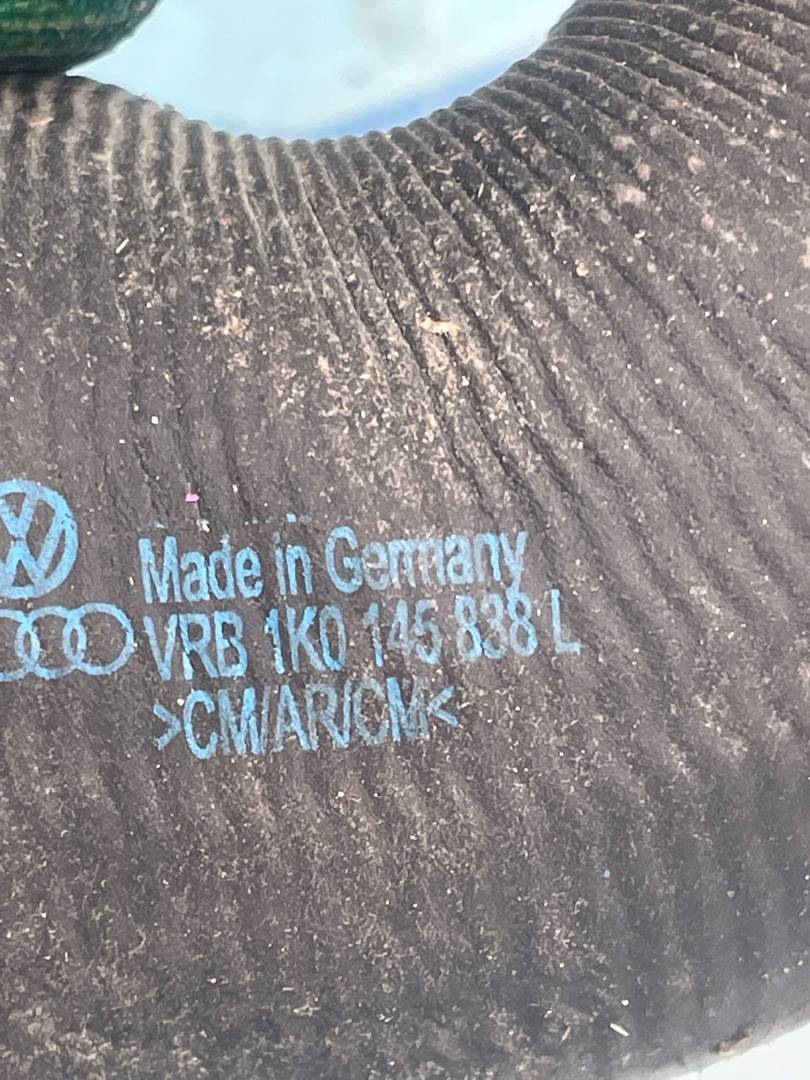 Made in Germany
VRB 1K0 145 838 L
>CM/AR/CM<